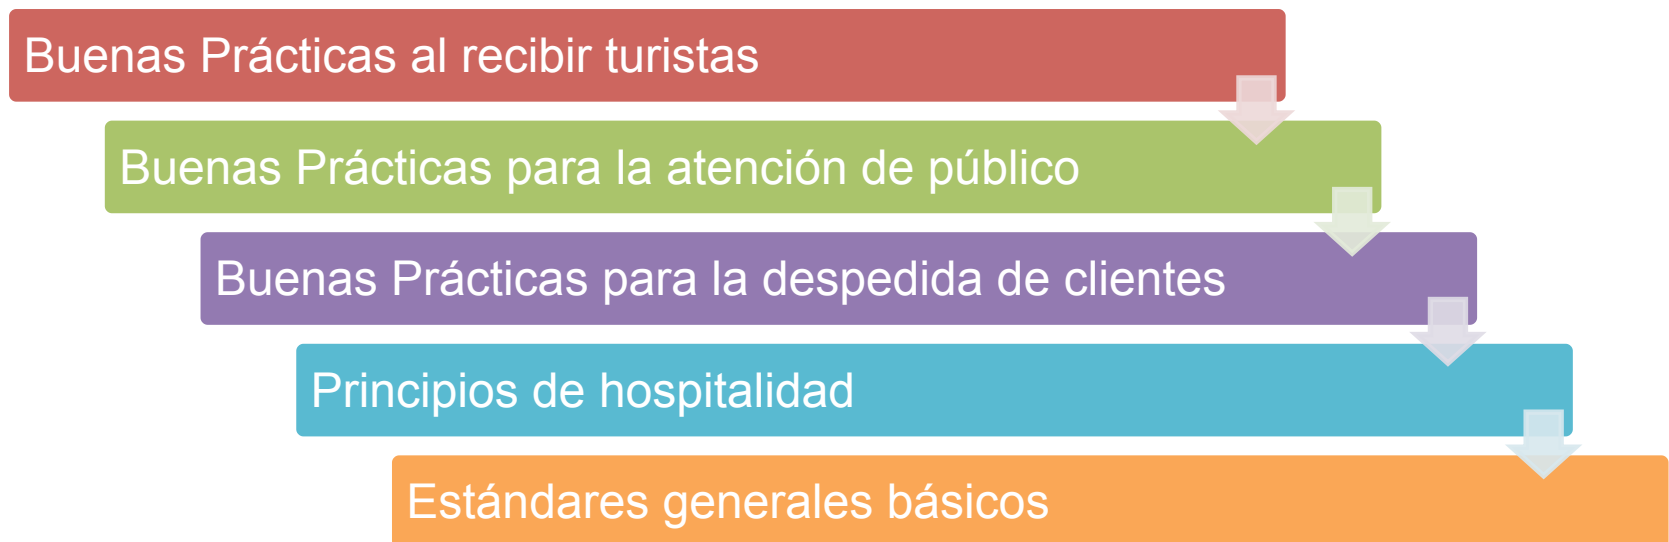 Buenas Prácticas al recibir turistas
Buenas Prácticas para la atención de público
Buenas Prácticas para la despedida de clientes
Principios de hospitalidad
Estándares generales básicos